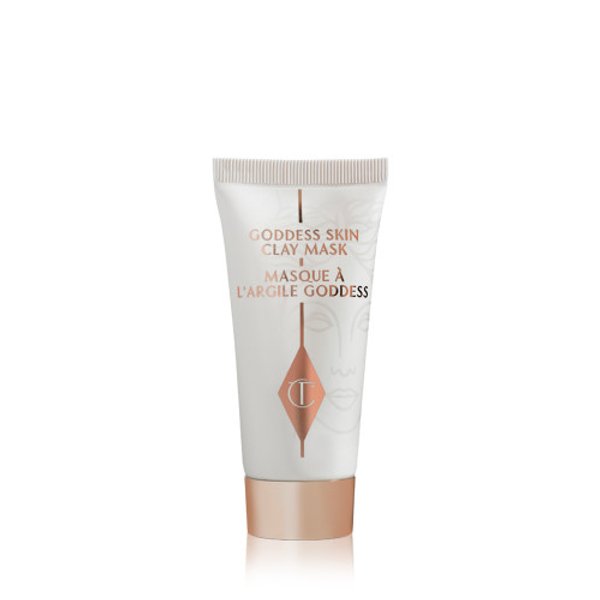 GODDESS SKIN
CLAY MASK
MASQUE À
L'ARGILE GODDESS
CT